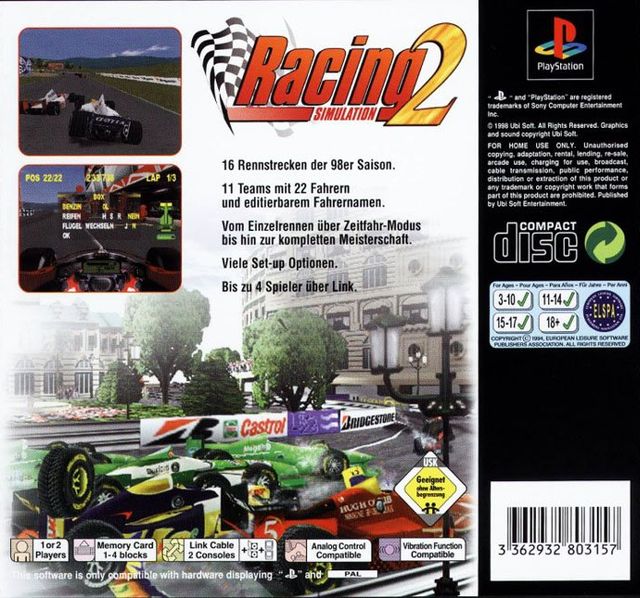 Racing 2
SIMULATION
16 Rennstrecken der 98er Saison.
11 Teams mit 22 Fahrern
und editierbarem Fahrernamen.
Vom Einzelrennen über Zeitfahr-Modus
bis hin zur kompletten Meisterschaft.
Viele Set-up Optionen.
Bis zu 4 Spieler über Link.
POS 22/22
LAP 1/3
BOX
BENZIN OL
REIFEN H S R NEIN
FLÜGEL WECHSELN J N
OK
Castrol
BRIDGESTONE
USK
Geeignet
ohne Alters-
begrenzung
5
1 or 2
Players
Memory Card
1-4 blocks
Link Cable
2 Consoles
Analog Control
Compatible
Vibration Function
Compatible
This software is only compatible with hardware displaying " " and PAL
PlayStation
" " and "PlayStation" are registered
trademarks of Sony Computer Entertainment
Inc.
© 1998 Ubi Soft. All Rights Reserved. Graphics
and sound copyright Ubi Soft.
FOR HOME USE ONLY. Unauthorised
copying, adaptation, rental, lending, re-sale,
arcade use, charging for use, broadcast,
cable transmission, public performance,
distribution or extraction of this product or
any trademark or copyright work that forms
part of this product are prohibited. Published
by Ubi Soft Entertainment.
COMPACT
disc
For Ages - Pour Ages - Para Años - Für Jahre - Per Anni
3-10
11-14
15-17
18+
ELSPA
COPYRIGHT © 1994, EUROPEAN LEISURE SOFTWARE
PUBLISHERS ASSOCIATION. ALL RIGHTS RESERVED
3 362932 803157